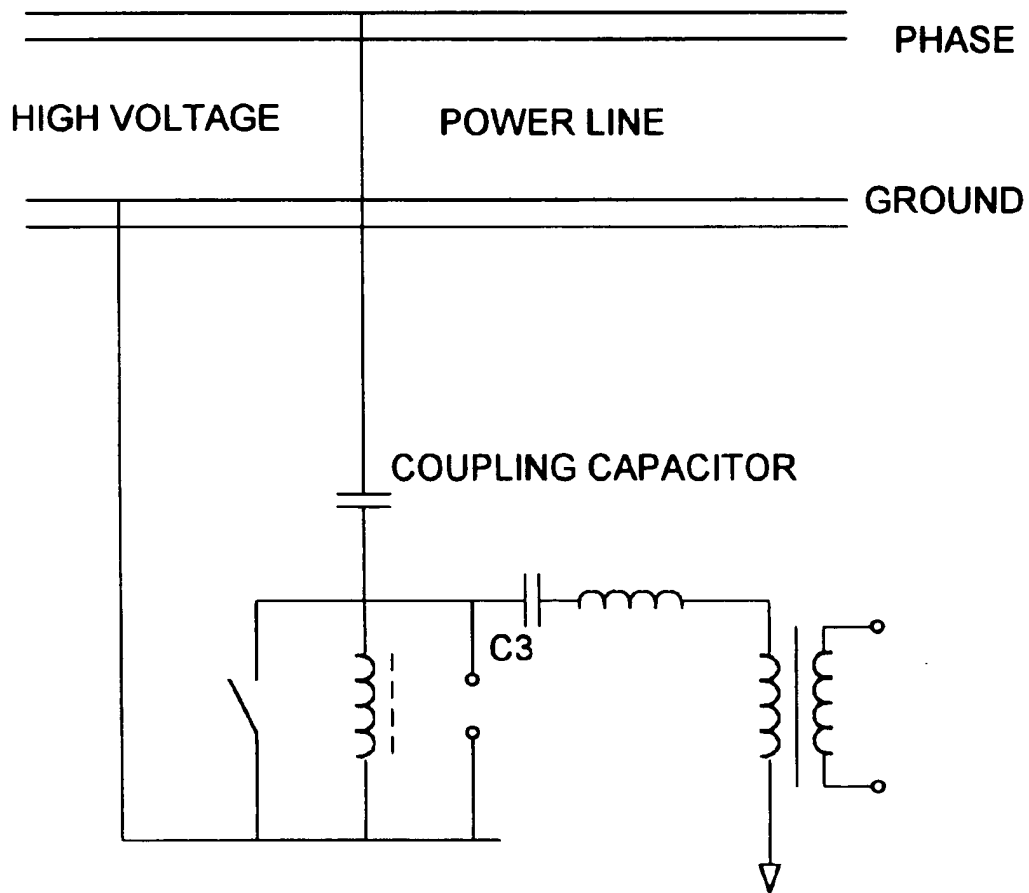 PHASE
HIGH VOLTAGE
POWER LINE
GROUND
COUPLING CAPACITOR
C3